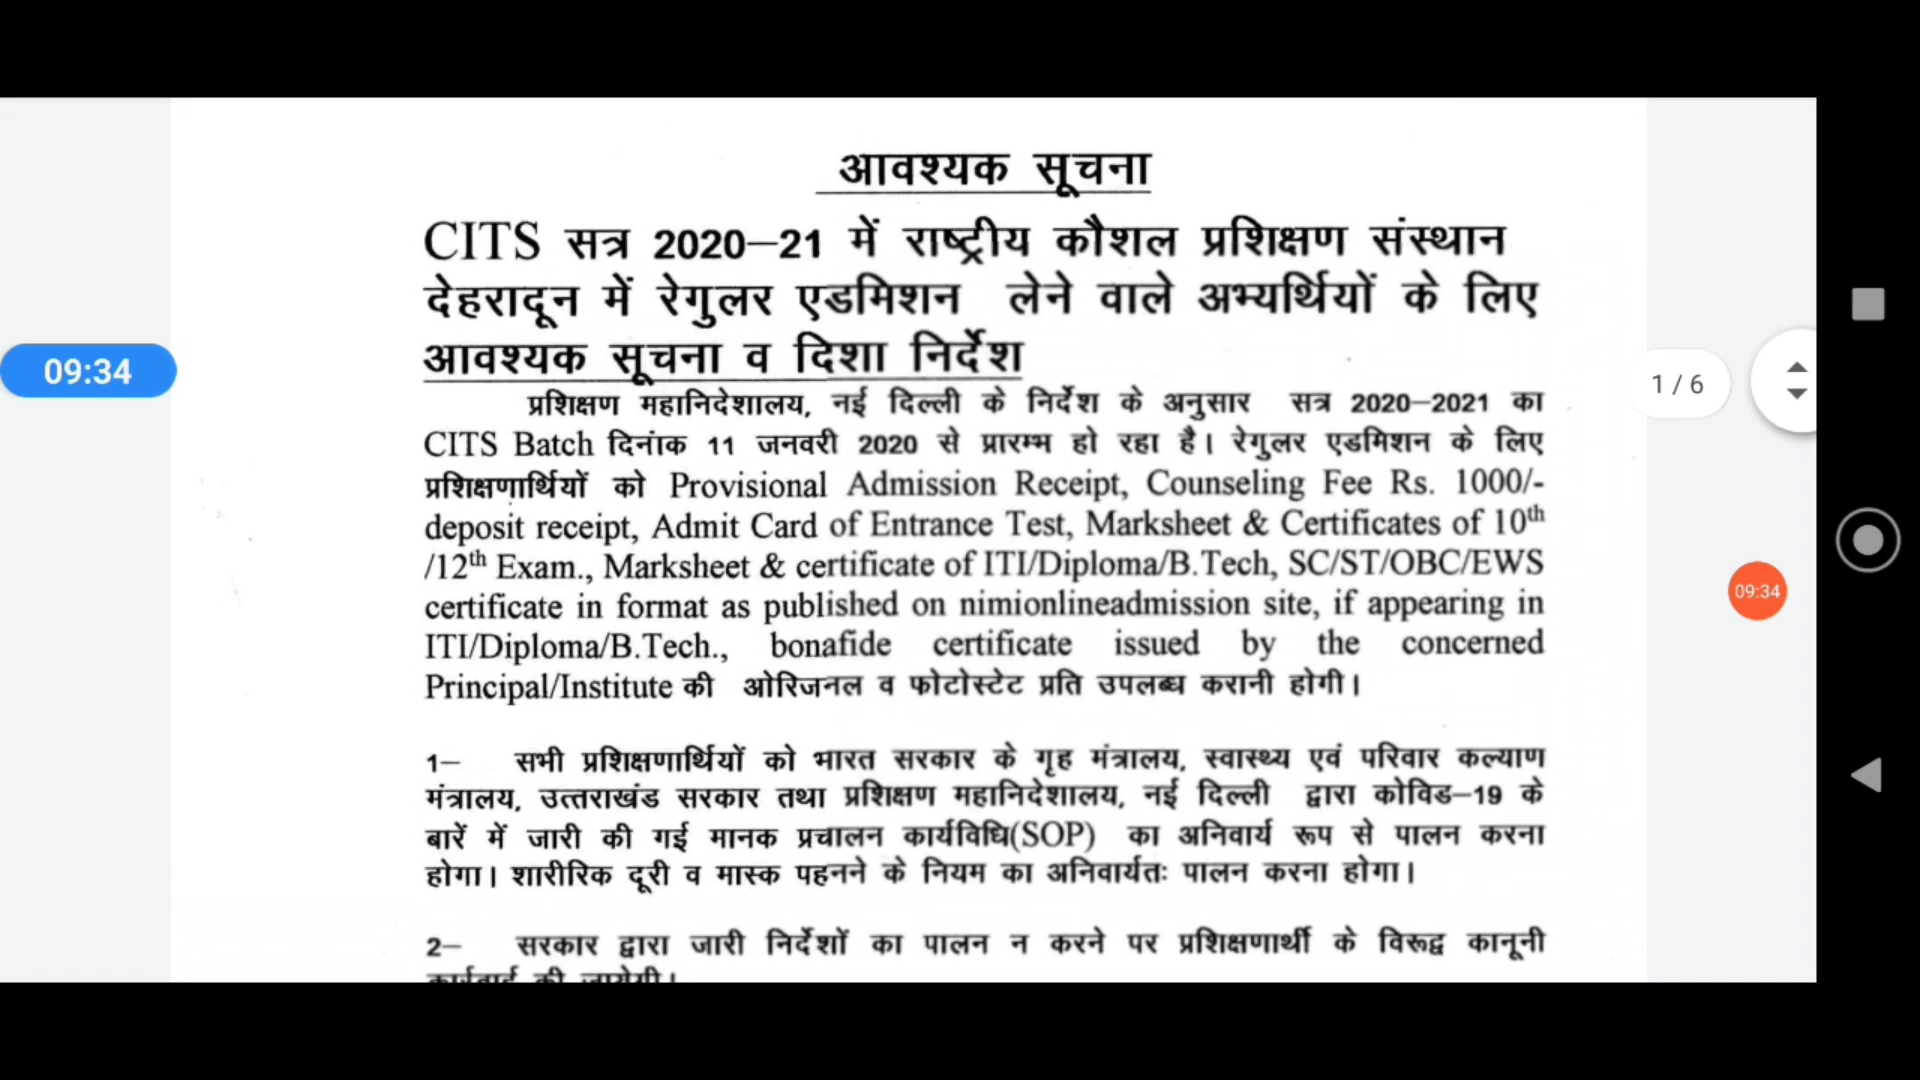 आवश्यक सूचना
CITS सत्र 2020–21 में राष्ट्रीय कौशल प्रशिक्षण संस्थान
देहरादून में रेगुलर एडमिशन लेने वाले अभ्यर्थियों के लिए
आवश्यक सूचना व दिशा निर्देश
प्रशिक्षण महानिदेशालय, नई दिल्ली के निर्देश के अनुसार सत्र 2020–2021 का
CITS Batch दिनांक 11 जनवरी 2020 से प्रारम्भ हो रहा है। रेगुलर एडमिशन के लिए
प्रशिक्षणार्थियों को Provisional Admission Receipt, Counseling Fee Rs. 1000/-
deposit receipt, Admit Card of Entrance Test, Marksheet & Certificates of 10th
/12th Exam., Marksheet & certificate of ITI/Diploma/B.Tech, SC/ST/OBC/EWS
certificate in format as published on nimionlineadmission site, if appearing in
ITI/Diploma/B.Tech., bonafide certificate issued by the concerned
Principal/Institute की ओरिजनल व फोटोस्टेट प्रति उपलब्ध करानी होगी।
1– सभी प्रशिक्षणार्थियों को भारत सरकार के गृह मंत्रालय, स्वास्थ्य एवं परिवार कल्याण
मंत्रालय, उत्तराखंड सरकार तथा प्रशिक्षण महानिदेशालय, नई दिल्ली द्वारा कोविड–19 के
बारें में जारी की गई मानक प्रचालन कार्यविधि(SOP) का अनिवार्य रूप से पालन करना
होगा। शारीरिक दूरी व मास्क पहनने के नियम का अनिवार्यतः पालन करना होगा।
2– सरकार द्वारा जारी निर्देशों का पालन न करने पर प्रशिक्षणार्थी के विरूद्व कानूनी
कार्रवाई की जायेगी।
09:34
1 / 6
09:34